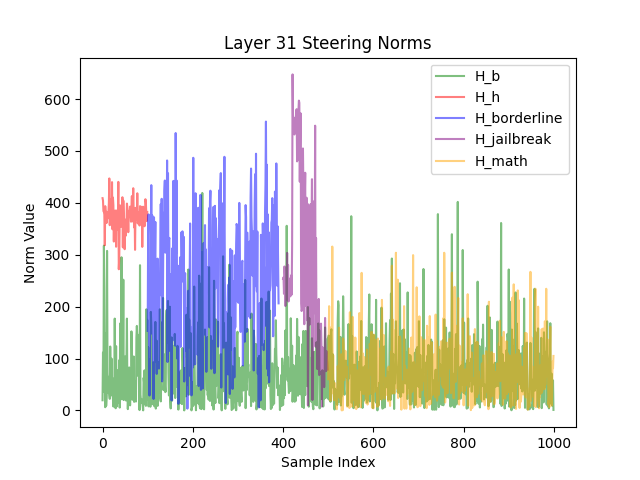 Layer 31 Steering Norms
H_b
H_h
H_borderline
H_jailbreak
H_math
Norm Value
600
500
400
300
200
100
0
0
200
400
600
800
1000
Sample Index